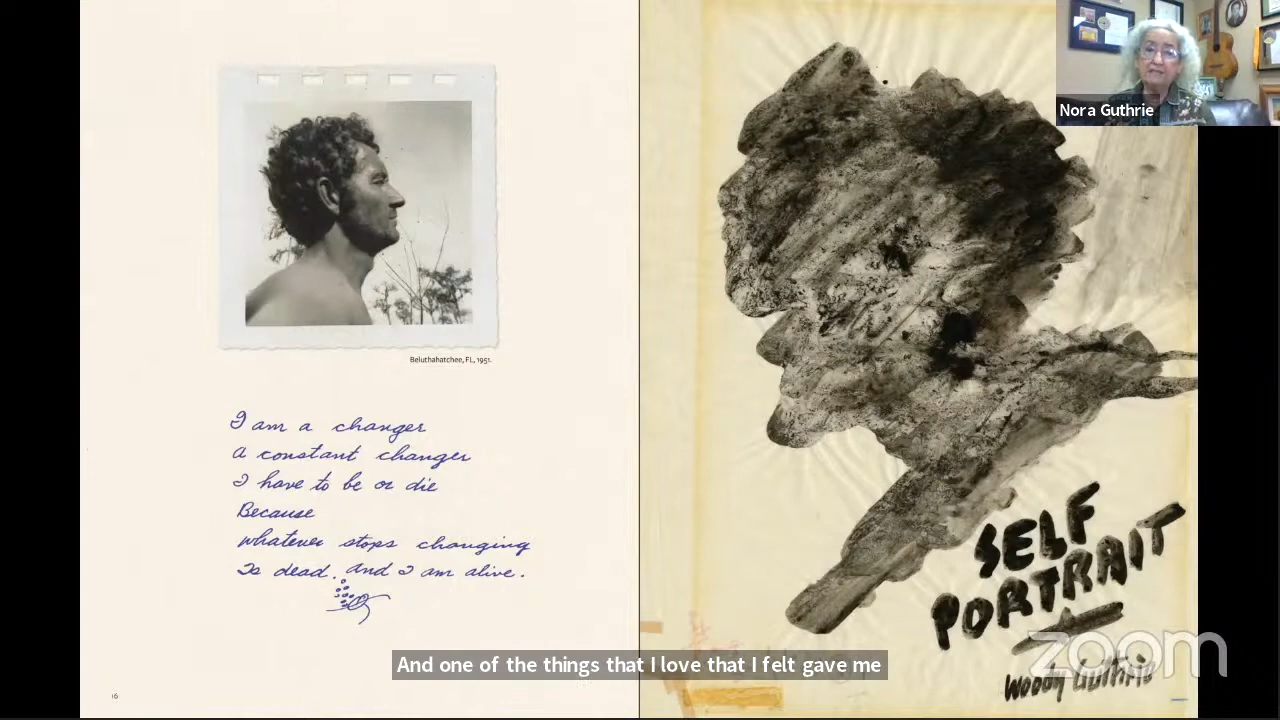 Nora Guthrie
Beluthahatchee, FL, 1951.
I am a changer
a constant changer
I have to be or die
Because
whatever stops changing
Is dead. and I am alive.
16
SELF
PORTRAIT
Woody Guthrie
zoom
And one of the things that I love that I felt gave me